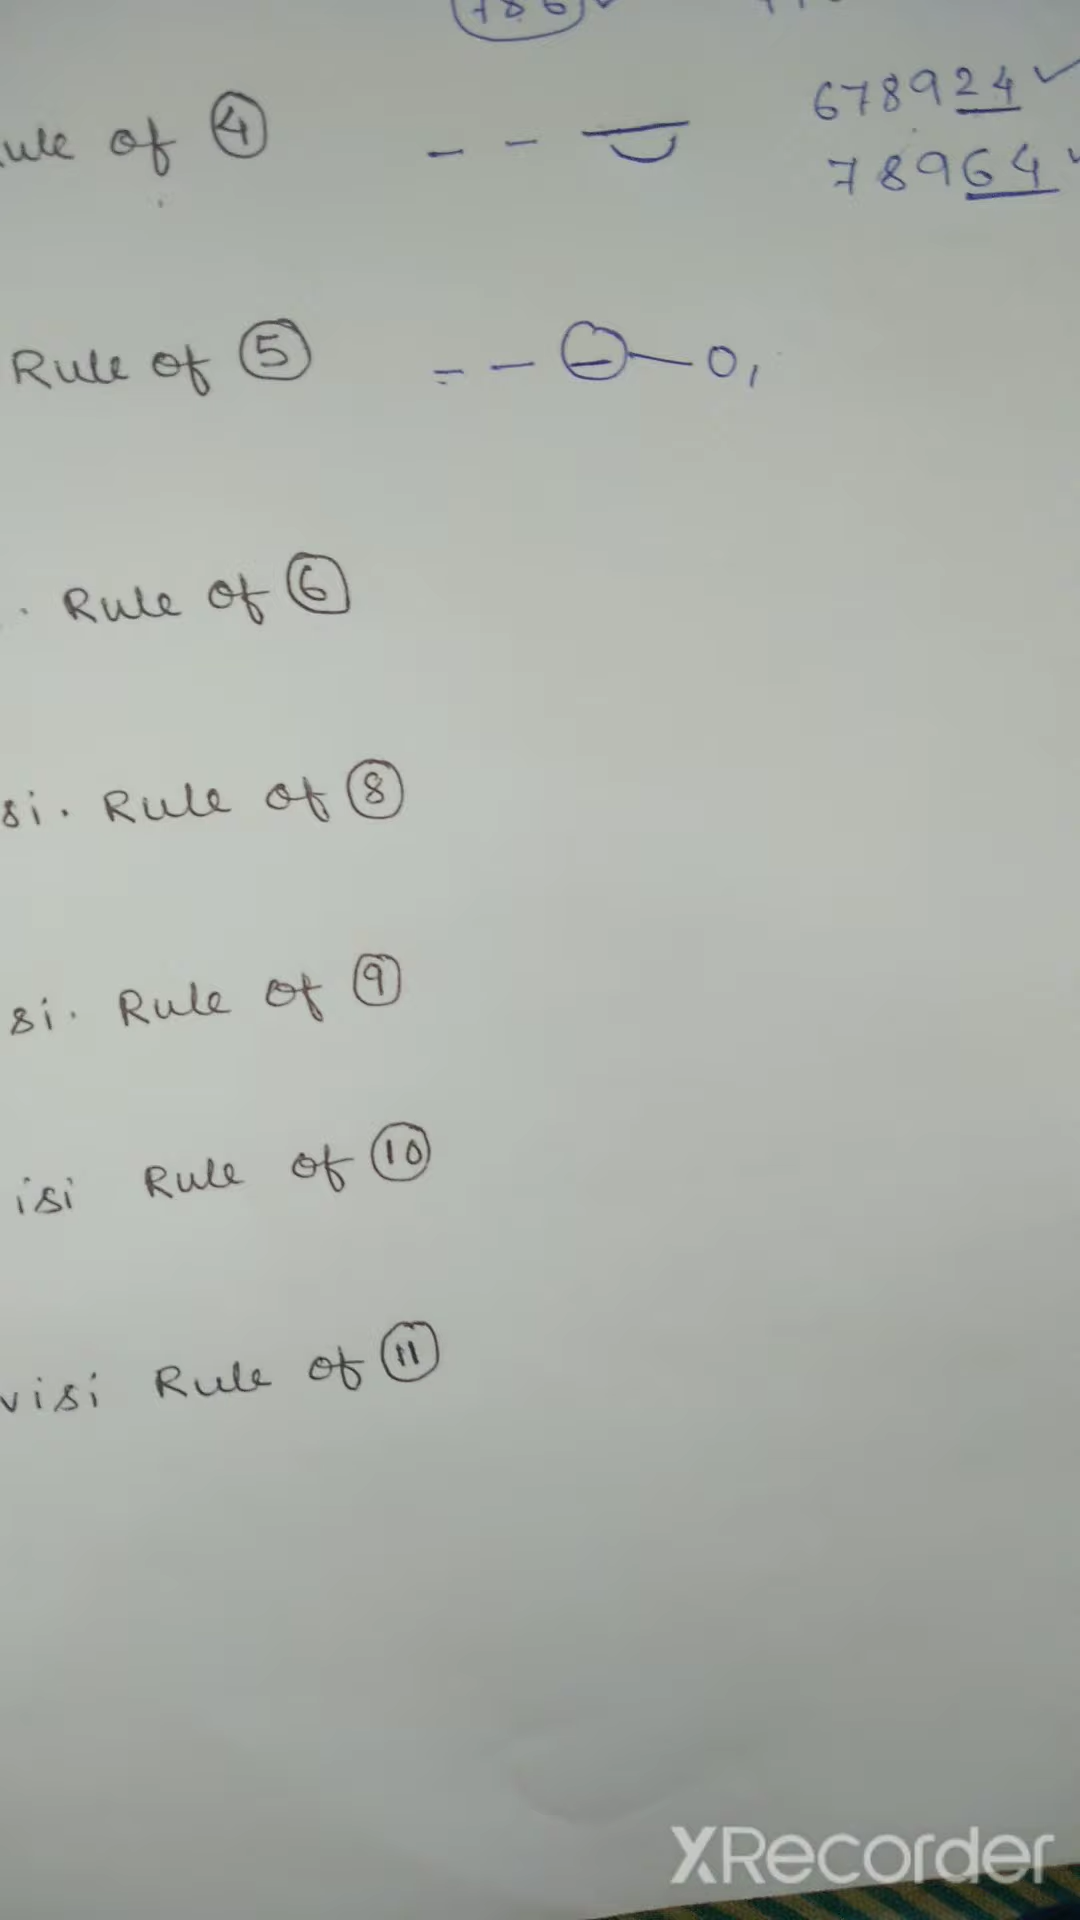 786 ✓
ule of 4 - - — 678924 ✓
78964 ✓
Rule of 5 - - — 0,
. Rule of 6
si. Rule of 8
si. Rule of 9
isi Rule of 10
visi Rule of 11
XRecorder